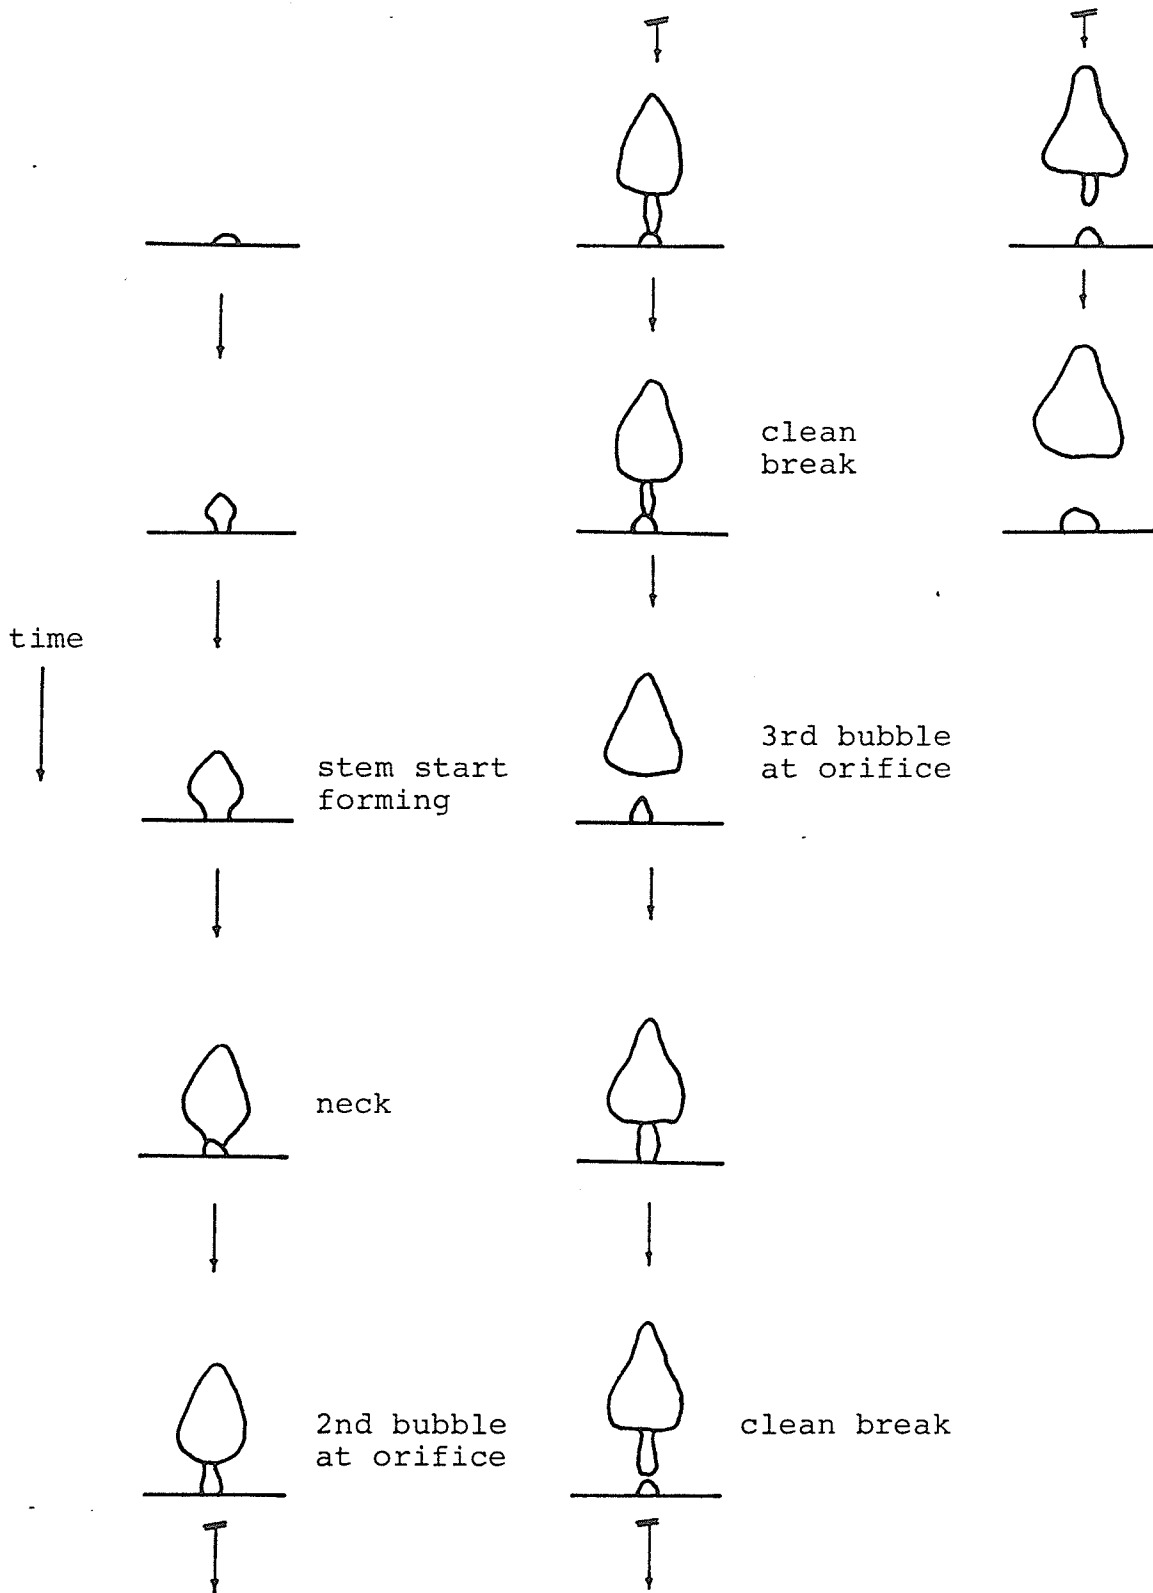 time
stem start
forming
neck
2nd bubble
at orifice
clean
break
3rd bubble
at orifice
clean break